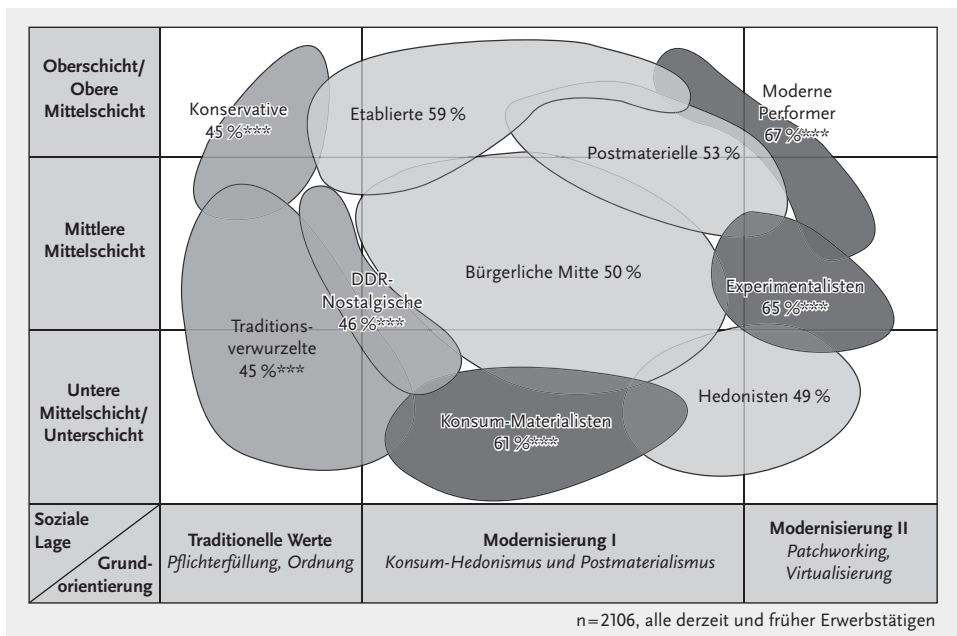 Oberschicht/
Obere
Mittelschicht
Konservative
45 %***
Etablierte 59 %
Moderne
Performer
67 %***
Postmaterielle 53 %
Mittlere
Mittelschicht
Bürgerliche Mitte 50 %
DDR-
Nostalgische
46 %***
Experimentalisten
65 %***
Traditions-
verwurzelte
45 %***
Untere
Mittelschicht/
Unterschicht
Konsum-Materialisten
61 %***
Hedonisten 49 %
Soziale
Lage
Grund-
orientierung
Traditionelle Werte
Pflichterfüllung, Ordnung
Modernisierung I
Konsum-Hedonismus und Postmaterialismus
Modernisierung II
Patchworking,
Virtualisierung
n=2106, alle derzeit und früher Erwerbstätigen